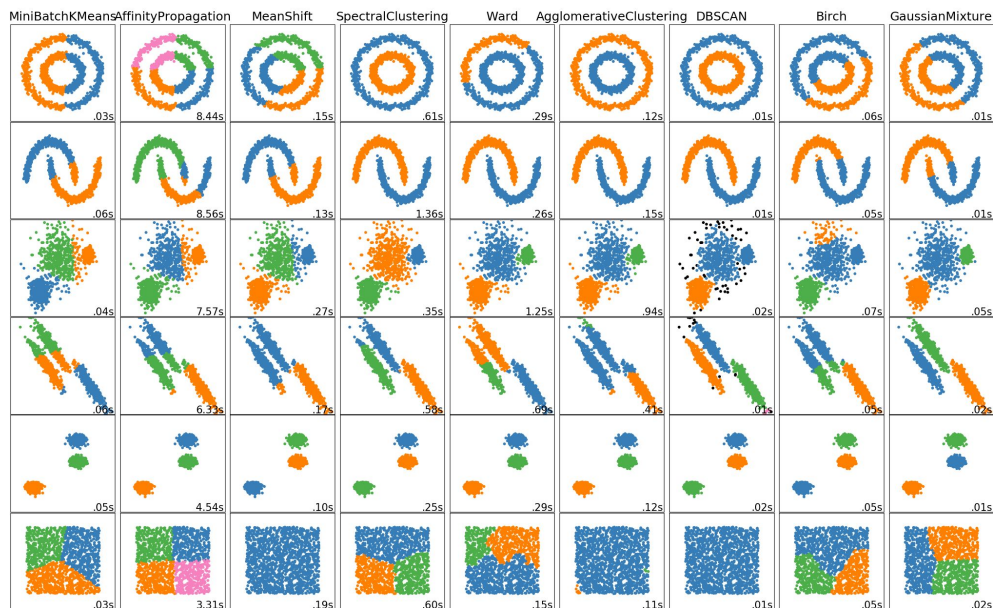 MiniBatchKMeans AffinityPropagation MeanShift SpectralClustering Ward AgglomerativeClustering DBSCAN Birch GaussianMixture
.03s 8.44s .15s .61s .29s .12s .01s .06s .01s
.06s 8.56s .13s 1.36s .26s .15s .01s .05s .01s
.04s 7.57s .27s .35s 1.25s .94s .02s .07s .05s
.06s 6.33s .17s .58s .69s .41s .01s .05s .02s
.05s 4.54s .10s .25s .29s .12s .02s .05s .01s
.03s 3.31s .19s .60s .15s .11s .01s .05s .02s